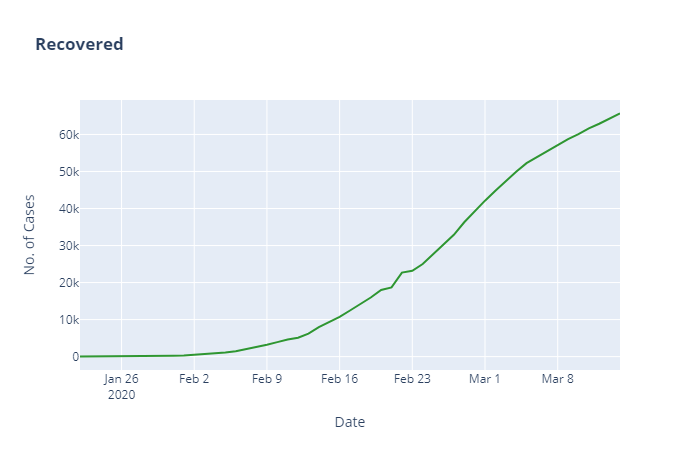 Recovered
No. of Cases
60k
50k
40k
30k
20k
10k
0
Jan 26
2020
Feb 2
Feb 9
Feb 16
Feb 23
Mar 1
Mar 8
Date